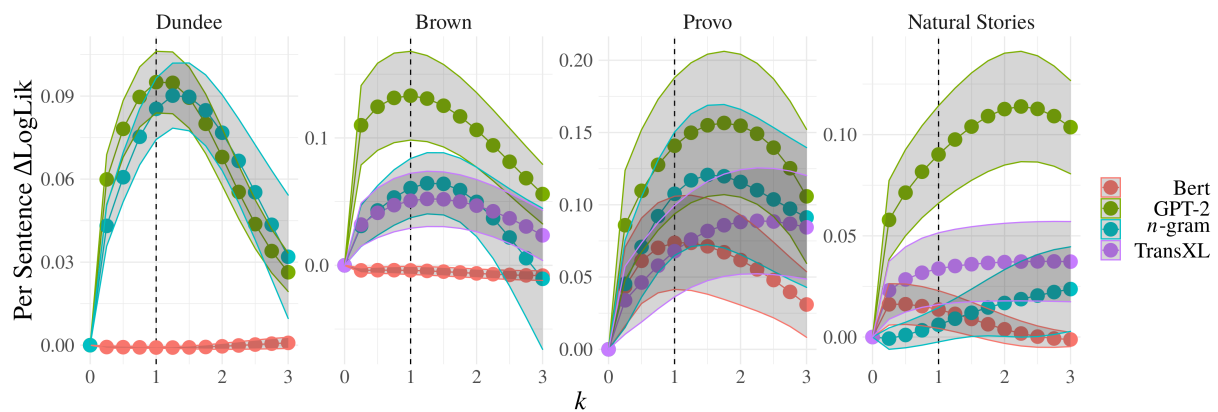 Dundee Brown Provo Natural Stories
Per Sentence ΔLogLik
0.09
0.06
0.03
0.00
0.1
0.0
0.20
0.15
0.10
0.05
0.00
0.10
0.05
0.00
0 1 2 3 0 1 2 3 0 1 2 3 0 1 2 3
k
Bert
GPT-2
n-gram
TransXL